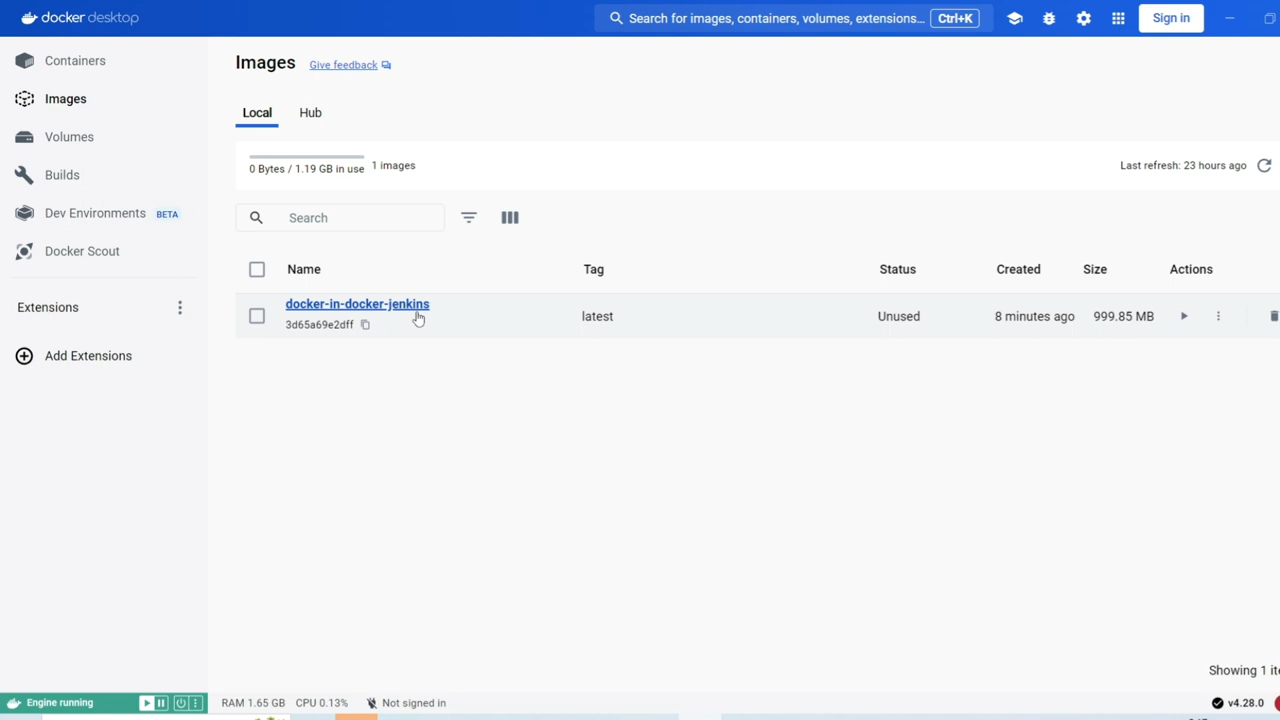 docker desktop
Search for images, containers, volumes, extensions... Ctrl+K
Sign in
Containers
Images
Volumes
Builds
Dev Environments BETA
Docker Scout
Extensions
Add Extensions
Images Give feedback
Local Hub
0 Bytes / 1.19 GB in use 1 images
Last refresh: 23 hours ago
Search
Name Tag Status Created Size Actions
docker-in-docker-jenkins
3d65a69e2dff
latest Unused 8 minutes ago 999.85 MB
Showing 1
Engine running RAM 1.65 GB CPU 0.13% Not signed in v4.28.0